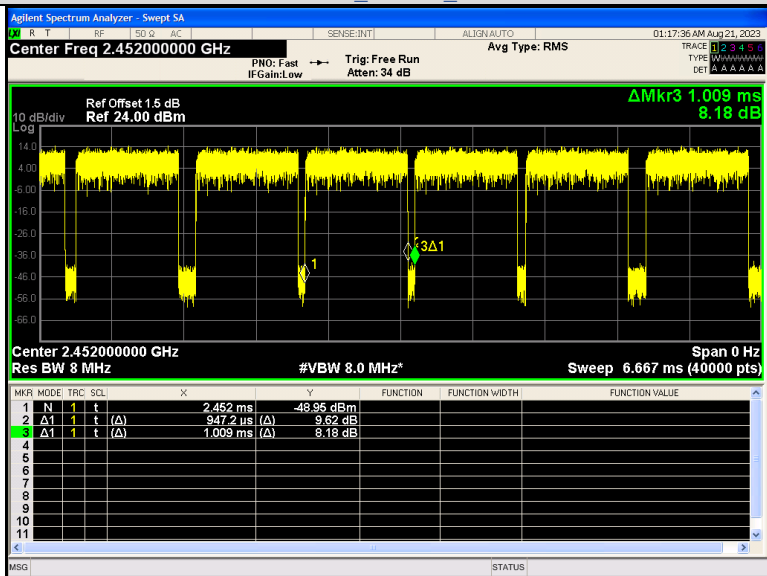 Agilent Spectrum Analyzer - Swept SA
LXI R T RF 50 Ω AC SENSE:INT ALIGN AUTO 01:17:36 AM Aug 21, 2023
Center Freq 2.452000000 GHz Avg Type: RMS TRACE 1 2 3 4 5 6
PNO: Fast Trig: Free Run TYPE W
IFGain:Low Atten: 34 dB DET A A A A A A
ΔMkr3 1.009 ms
8.18 dB
Ref Offset 1.5 dB
10 dB/div Ref 24.00 dBm
Log
14.0
4.00
-6.00
-16.0
-26.0
-36.0
-46.0
-56.0
-66.0
3Δ1
1
Center 2.452000000 GHz Span 0 Hz
Res BW 8 MHz #VBW 8.0 MHz* Sweep 6.667 ms (40000 pts)
MKR MODE TRC SCL X Y FUNCTION FUNCTION WIDTH FUNCTION VALUE
1 N 1 t 2.452 ms -48.95 dBm
2 Δ1 1 t (Δ) 947.2 µs (Δ) 9.62 dB
3 Δ1 1 t (Δ) 1.009 ms (Δ) 8.18 dB
4
5
6
7
8
9
10
11
MSG STATUS